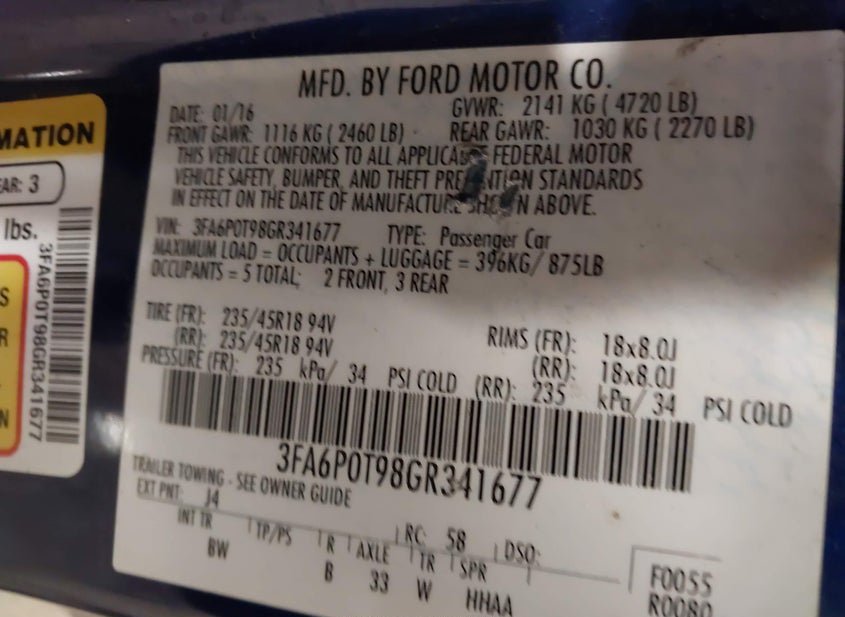 MATION
AR: 3
lbs.
S
R
N
3FA6P0T98GR341677
MFD. BY FORD MOTOR CO.
DATE: 01/16 GVWR: 2141 KG ( 4720 LB)
FRONT GAWR: 1116 KG ( 2460 LB) REAR GAWR: 1030 KG ( 2270 LB)
THIS VEHICLE CONFORMS TO ALL FEDERAL MOTOR
VEHICLE SAFETY, BUMPER, AND THEFT STANDARDS
IN EFFECT ON THE DATE OF MANUFACTURE ABOVE.
VIN: 3FA6P0T98GR341677 TYPE: Passenger Car
MAXIMUM LOAD = OCCUPANTS + LUGGAGE = 396KG/ 875LB
OCCUPANTS = 5 TOTAL; 2 FRONT, 3 REAR
TIRE (FR): 235/45R18 94V RIMS (FR): 18x8.0J
(RR): 235/45R18 94V (RR): 18x8.0J
PRESSURE (FR): 235 kPa/ 34 PSI COLD (RR): 235 kPa/ 34 PSI COLD
3FA6P0T98GR341677
TRAILER TOWING - SEE OWNER GUIDE
EXT PNT: J4 RC: 58 DSO:
INT TR TP/PS R AXLE TR SPR
BW B 33 W HHAA
F0055
R0080